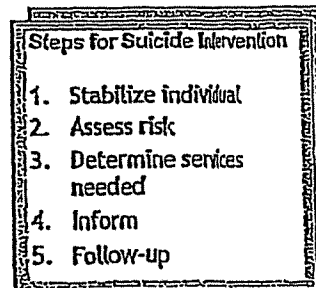 Steps for Suicide Intervention
1. Stabilize individual
2. Assess risk
3. Determine services
needed
4. Inform
5. Follow-up